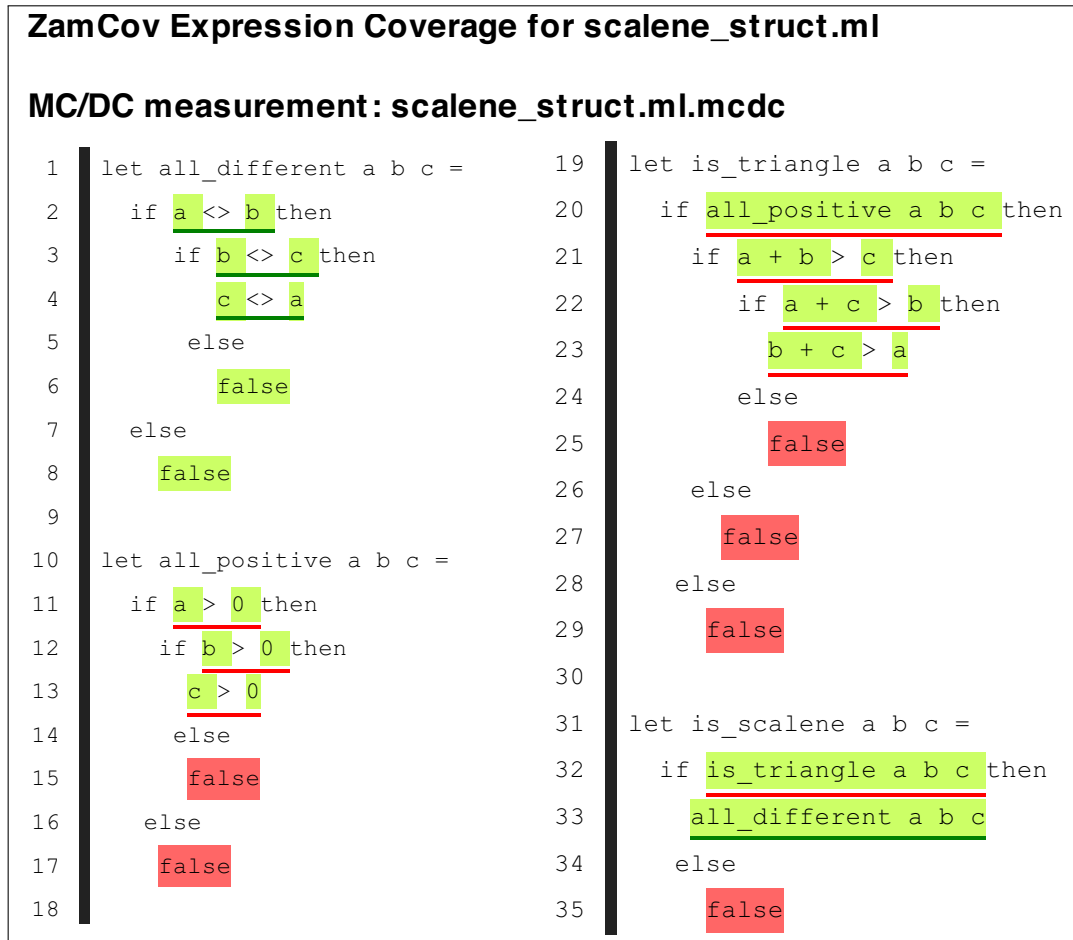 ZamCov Expression Coverage for scalene_struct.ml
MC/DC measurement: scalene_struct.ml.mcdc
1 let all_different a b c =
2 if a <> b then
3 if b <> c then
4 c <> a
5 else
6 false
7 else
8 false
9
10 let all_positive a b c =
11 if a > 0 then
12 if b > 0 then
13 c > 0
14 else
15 false
16 else
17 false
18
19 let is_triangle a b c =
20 if all_positive a b c then
21 if a + b > c then
22 if a + c > b then
23 b + c > a
24 else
25 false
26 else
27 false
28 else
29 false
30
31 let is_scalene a b c =
32 if is_triangle a b c then
33 all_different a b c
34 else
35 false